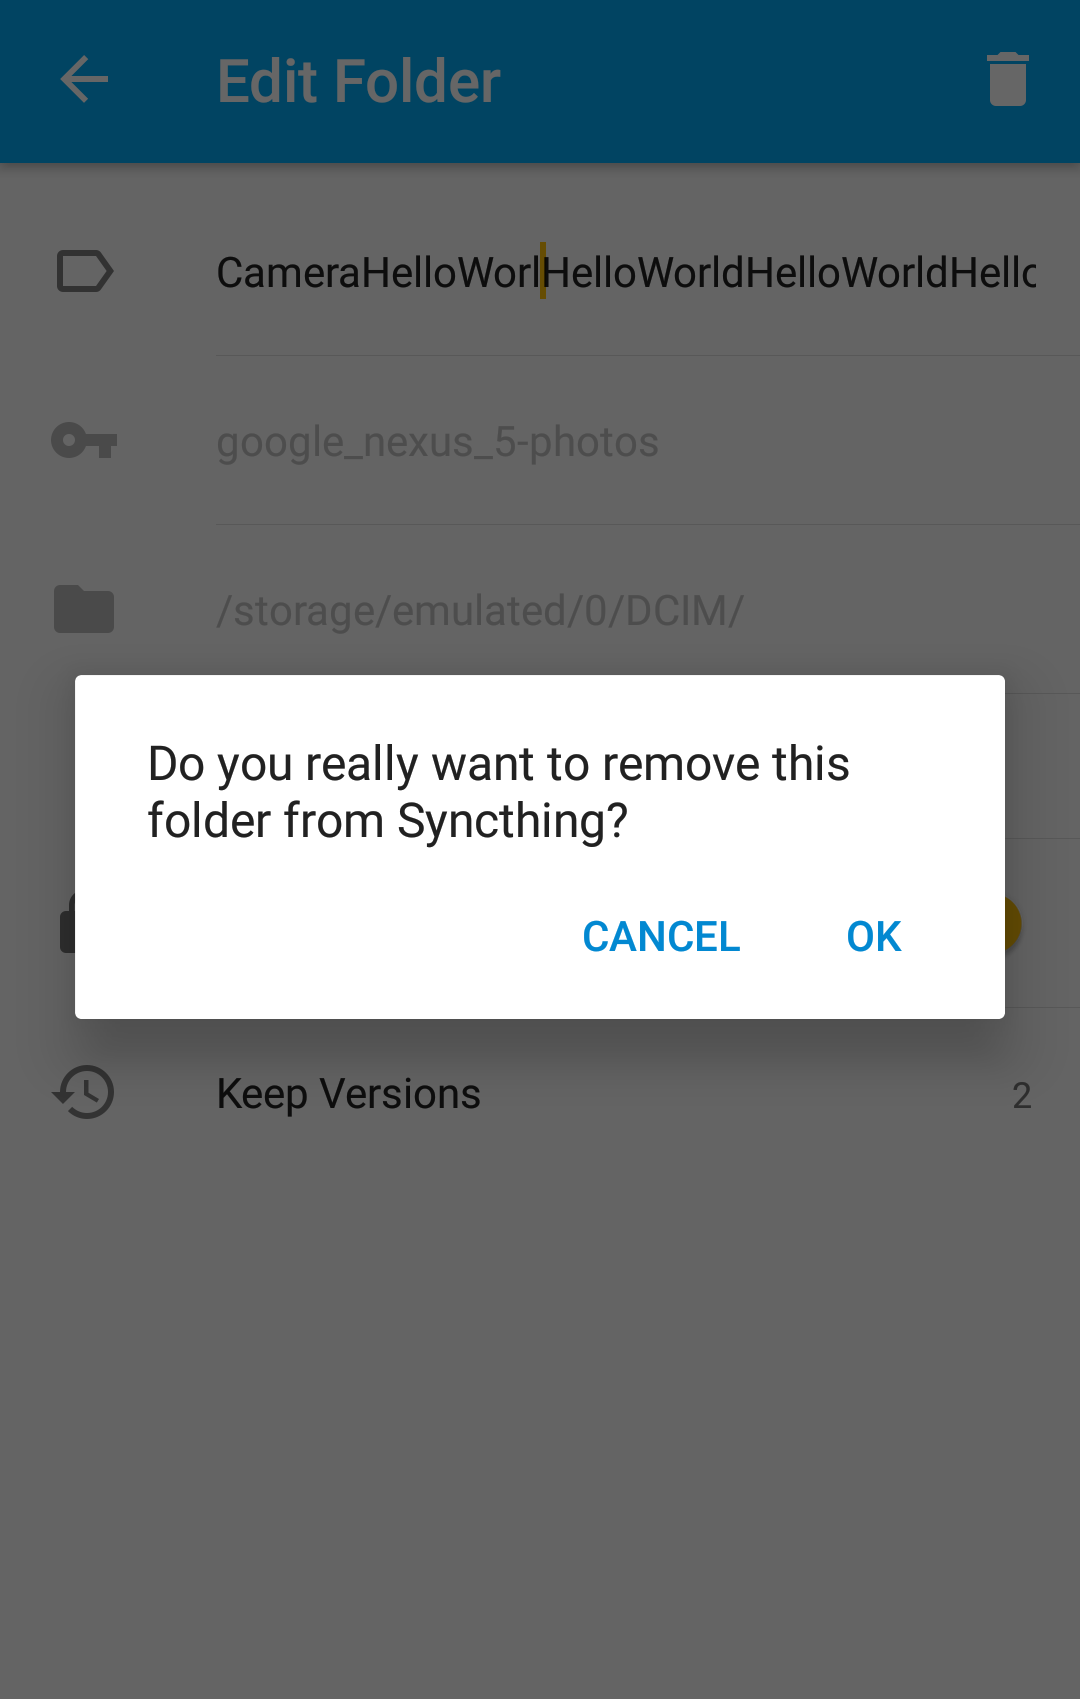 Edit Folder
CameraHelloWorlHelloWorldHelloWorldHello
google_nexus_5-photos
/storage/emulated/0/DCIM/
Do you really want to remove this
folder from Syncthing?
CANCEL OK
Keep Versions 2